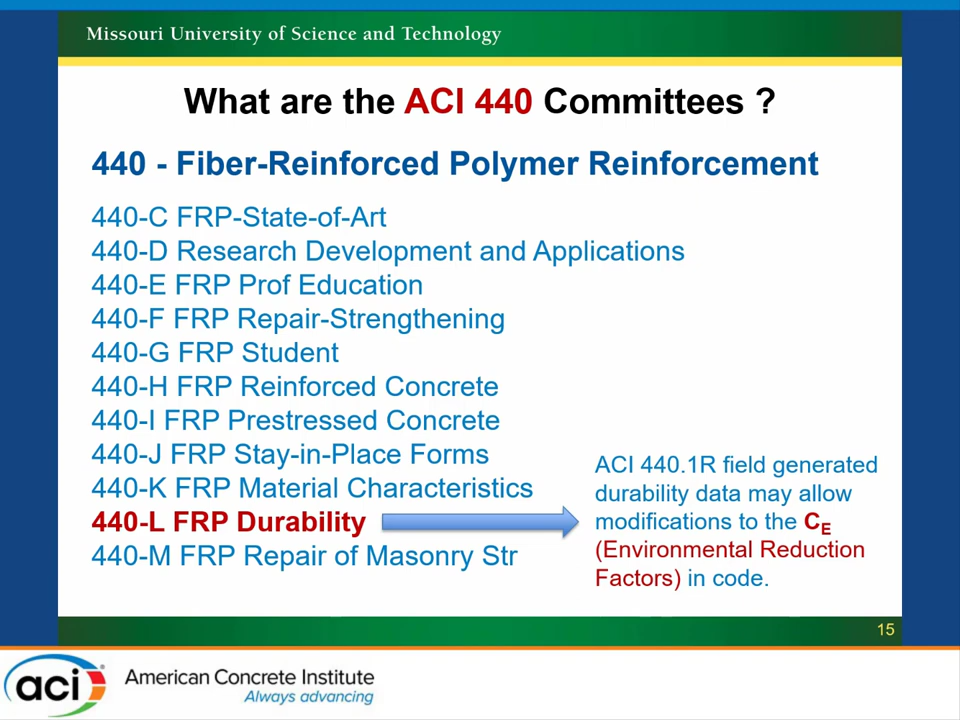 Missouri University of Science and Technology
What are the ACI 440 Committees ?
440 - Fiber-Reinforced Polymer Reinforcement
440-C FRP-State-of-Art
440-D Research Development and Applications
440-E FRP Prof Education
440-F FRP Repair-Strengthening
440-G FRP Student
440-H FRP Reinforced Concrete
440-I FRP Prestressed Concrete
440-J FRP Stay-in-Place Forms
440-K FRP Material Characteristics
440-L FRP Durability
440-M FRP Repair of Masonry Str
ACI 440.1R field generated
durability data may allow
modifications to the CE
(Environmental Reduction
Factors) in code.
15
aci
American Concrete Institute
Always advancing